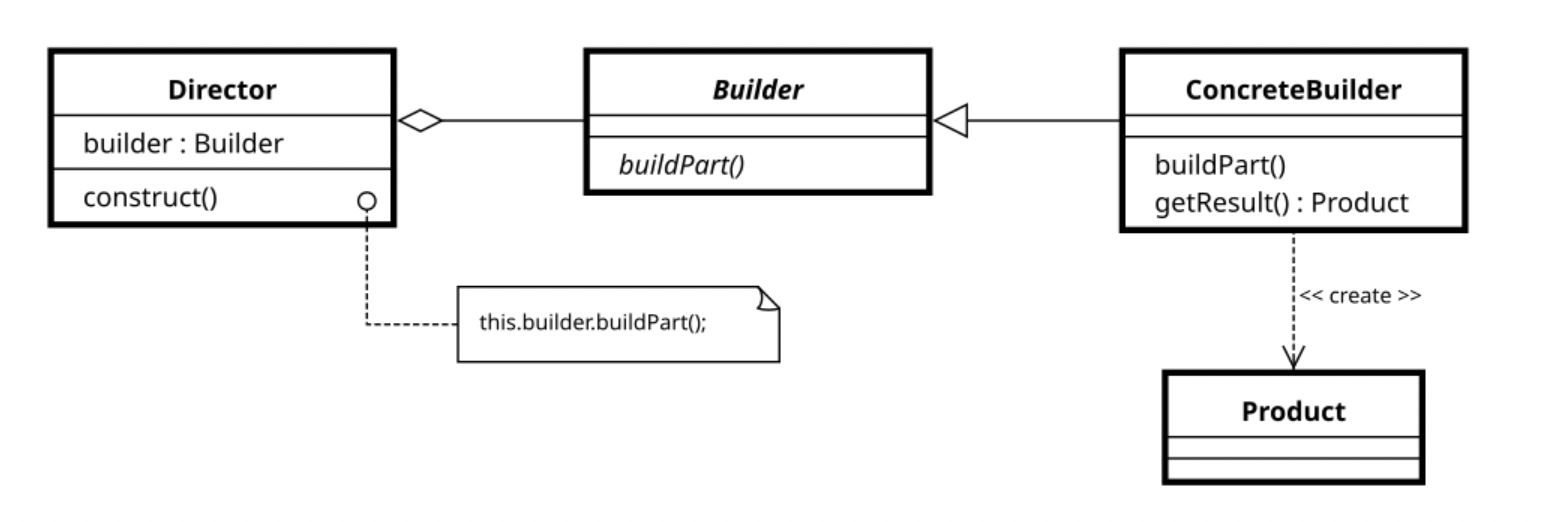 Director
builder : Builder
construct()
Builder
buildPart()
ConcreteBuilder
buildPart()
getResult() : Product
this.builder.buildPart();
<< create >>
Product